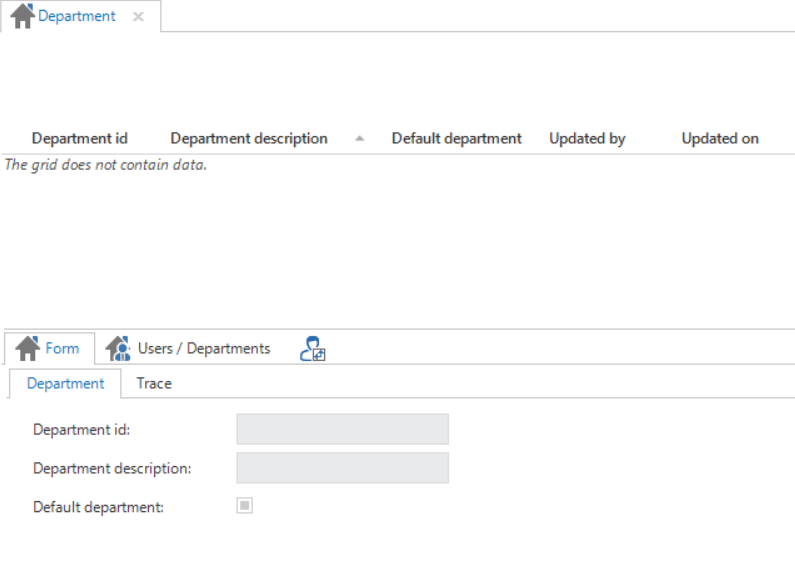 Department
Department id Department description Default department Updated by Updated on
The grid does not contain data.
Form Users / Departments
Department Trace
Department id:
Department description:
Default department: